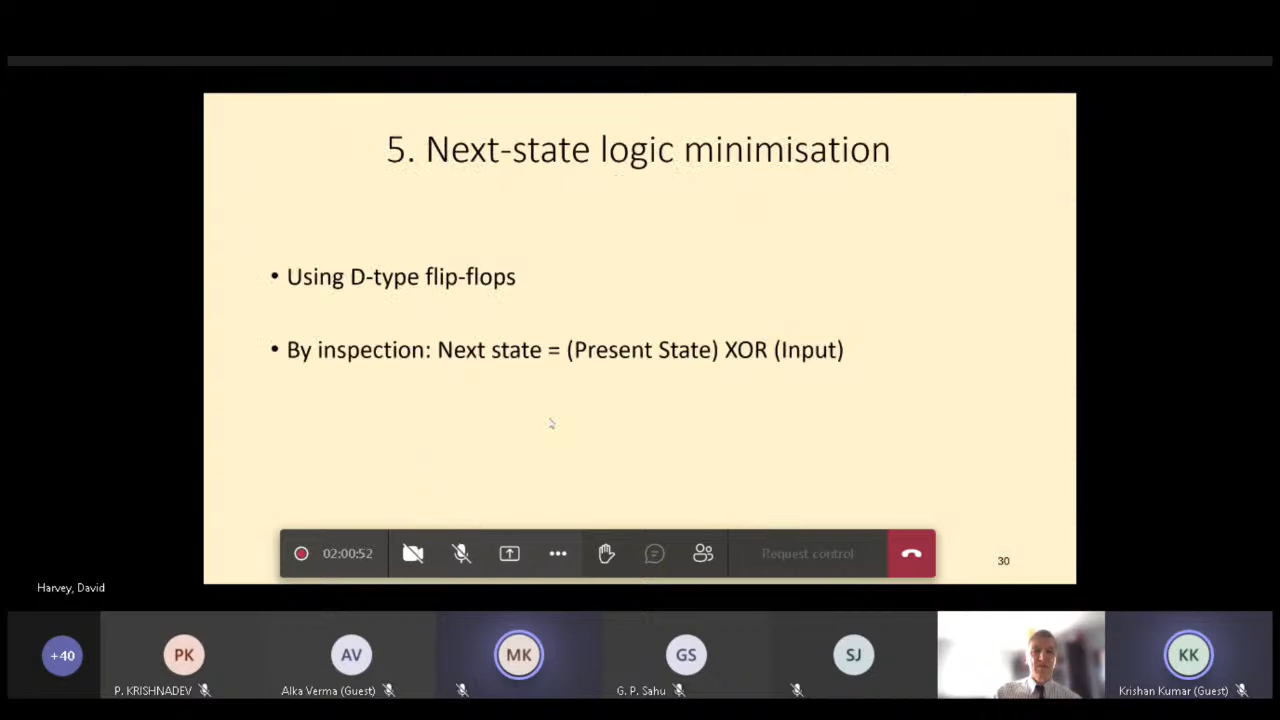 5. Next-state logic minimisation
• Using D-type flip-flops
• By inspection: Next state = (Present State) XOR (Input)
02:00:52
Request control
30
Harvey, David
+40
PK
AV
MK
GS
SJ
KK
P. KRISHNADEV
Alka Verma (Guest)
G. P. Sahu
Krishan Kumar (Guest)